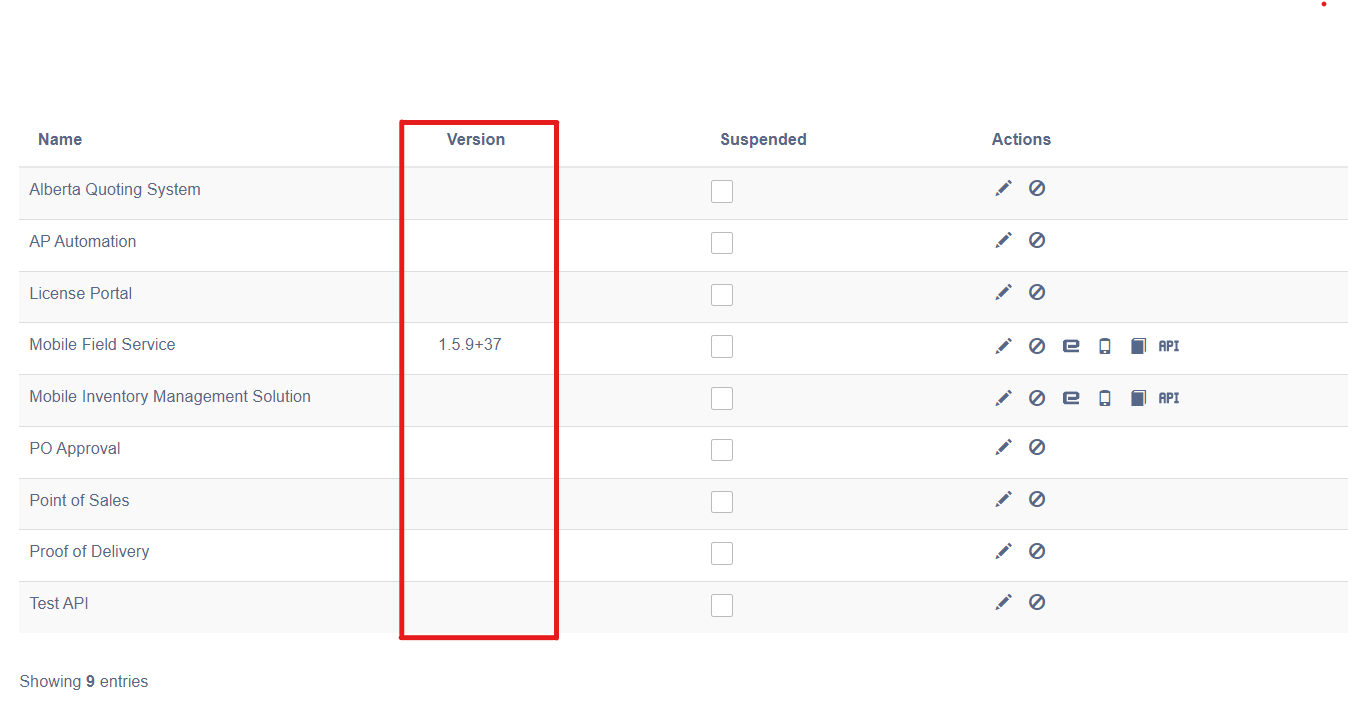 Name Version Suspended Actions
Alberta Quoting System
AP Automation
License Portal
Mobile Field Service 1.5.9+37 API
Mobile Inventory Management Solution API
PO Approval
Point of Sales
Proof of Delivery
Test API
Showing 9 entries